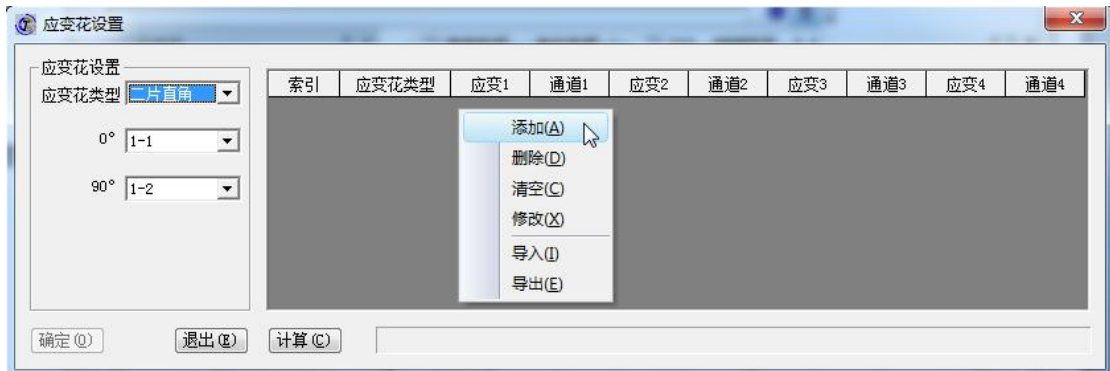 应变花设置
应变花设置
应变花类型 二片直角
0° 1-1
90° 1-2
索引 应变花类型 应变1 通道1 应变2 通道2 应变3 通道3 应变4 通道4
添加(A)
删除(D)
清空(C)
修改(X)
导入(I)
导出(E)
确定(O) 退出(E) 计算(C)